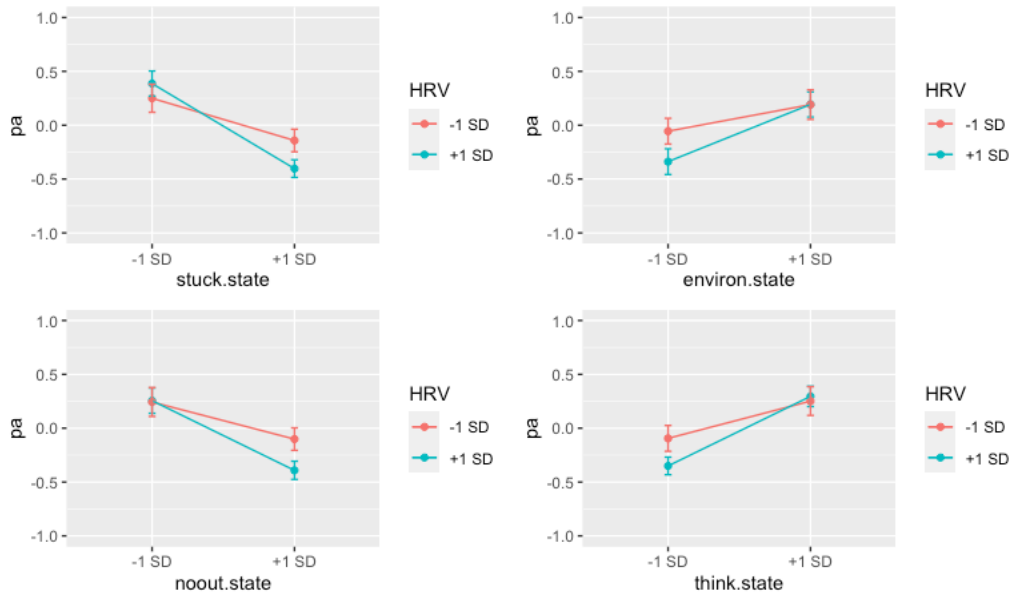 1.0
0.5
0.0
-0.5
-1.0
pa
-1 SD
+1 SD
stuck.state
HRV
-1 SD
+1 SD
1.0
0.5
0.0
-0.5
-1.0
pa
-1 SD
+1 SD
environ.state
HRV
-1 SD
+1 SD
1.0
0.5
0.0
-0.5
-1.0
pa
-1 SD
+1 SD
noout.state
HRV
-1 SD
+1 SD
1.0
0.5
0.0
-0.5
-1.0
pa
-1 SD
+1 SD
think.state
HRV
-1 SD
+1 SD